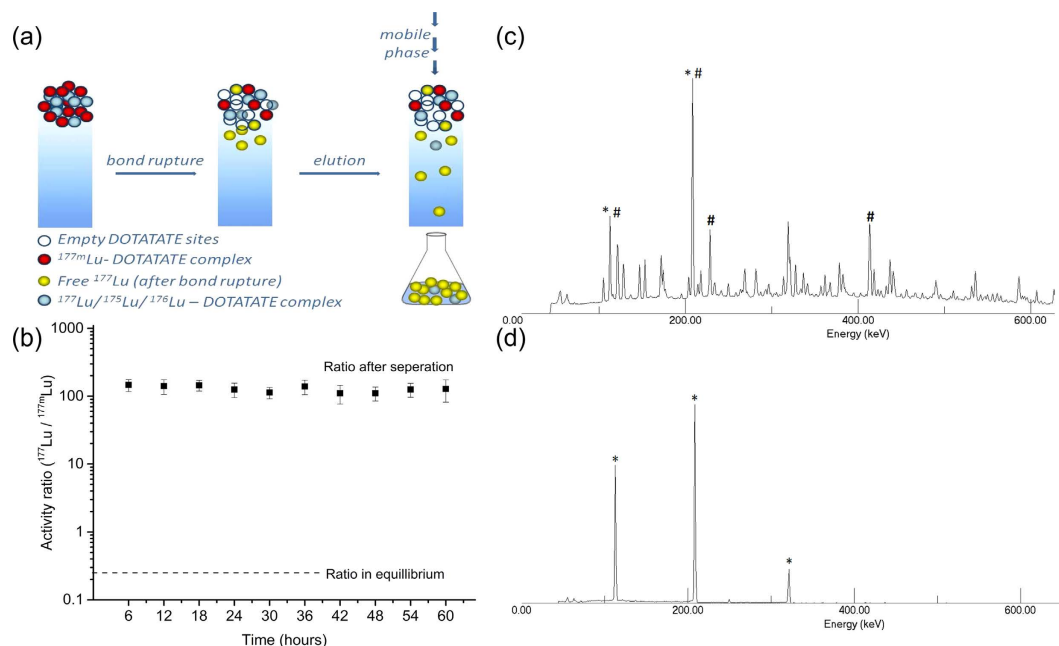 (a)
mobile
phase
bond rupture
elution
Empty DOTATATE sites
¹⁷⁷ᵐLu- DOTATATE complex
Free ¹⁷⁷Lu (after bond rupture)
¹⁷⁷Lu/¹⁷⁵Lu/¹⁷⁶Lu – DOTATATE complex
(b)
1000
100
10
1
0.1
Activity ratio (¹⁷⁷Lu / ¹⁷⁷ᵐLu)
Ratio after seperation
Ratio in equillibrium
6 12 18 24 30 36 42 48 54 60
Time (hours)
(c)
* #
* #
#
#
0.00 200.00 400.00 600.00
Energy (keV)
(d)
*
*
*
0.00 200.00 400.00 600.00
Energy (keV)